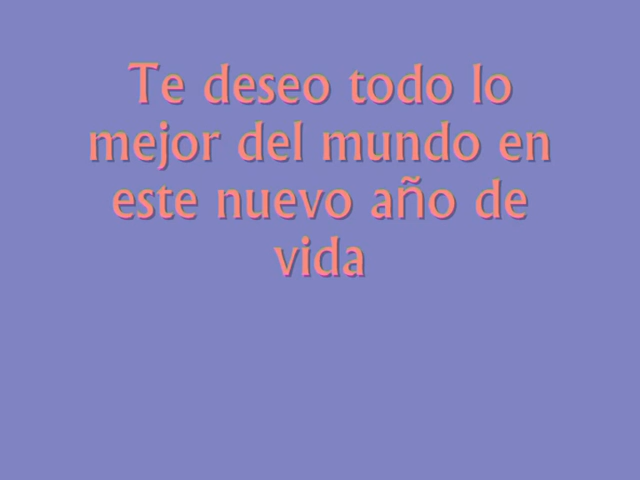 Te deseo todo lo
mejor del mundo en
este nuevo año de
vida